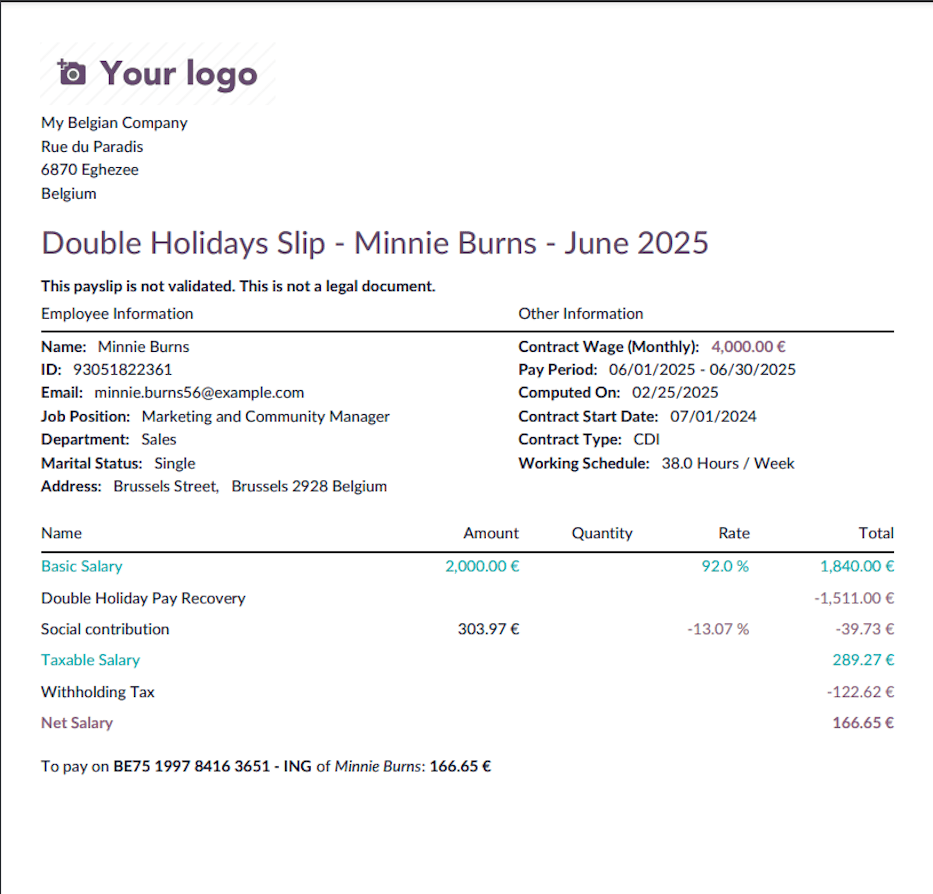 Your logo
My Belgian Company
Rue du Paradis
6870 Eghezee
Belgium
Double Holidays Slip - Minnie Burns - June 2025
This payslip is not validated. This is not a legal document.
Employee Information Other Information
Name: Minnie Burns Contract Wage (Monthly): 4,000.00 €
ID: 93051822361 Pay Period: 06/01/2025 - 06/30/2025
Email: minnie.burns56@example.com Computed On: 02/25/2025
Job Position: Marketing and Community Manager Contract Start Date: 07/01/2024
Department: Sales Contract Type: CDI
Marital Status: Single Working Schedule: 38.0 Hours / Week
Address: Brussels Street, Brussels 2928 Belgium
Name Amount Quantity Rate Total
Basic Salary 2,000.00 € 92.0 % 1,840.00 €
Double Holiday Pay Recovery -1,511.00 €
Social contribution 303.97 € -13.07 % -39.73 €
Taxable Salary 289.27 €
Withholding Tax -122.62 €
Net Salary 166.65 €
To pay on BE75 1997 8416 3651 - ING of Minnie Burns: 166.65 €